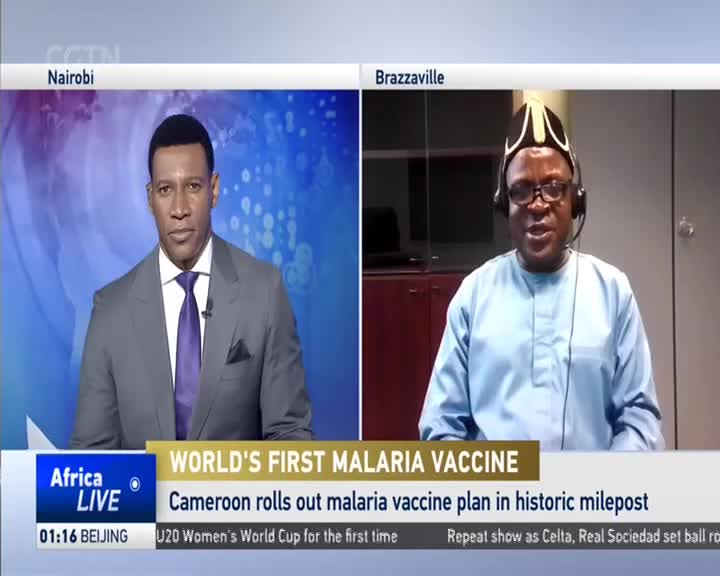 CGTN
Nairobi
Brazzaville
WORLD'S FIRST MALARIA VACCINE
Africa
LIVE
Cameroon rolls out malaria vaccine plan in historic milepost
01:16 BEIJING
U20 Women's World Cup for the first time
Repeat show as Celta, Real Sociedad set ball ro